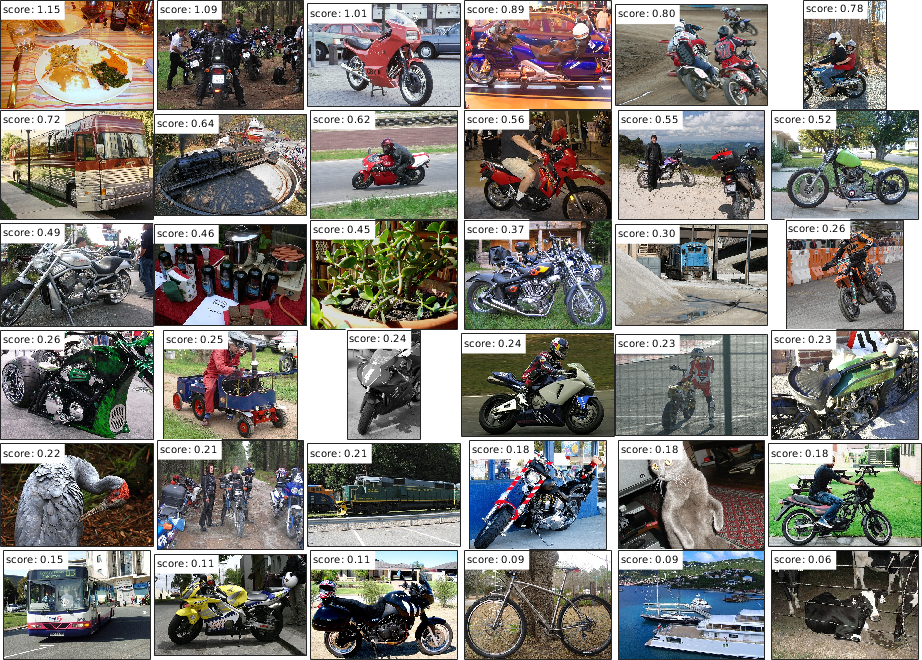 score: 1.15
score: 1.09
score: 1.01
score: 0.89
score: 0.80
score: 0.78
score: 0.72
score: 0.64
score: 0.62
score: 0.56
score: 0.55
score: 0.52
score: 0.49
score: 0.46
score: 0.45
score: 0.37
score: 0.30
score: 0.26
score: 0.26
score: 0.25
score: 0.24
score: 0.24
score: 0.23
score: 0.23
score: 0.22
score: 0.21
score: 0.21
score: 0.18
score: 0.18
score: 0.18
score: 0.15
score: 0.11
score: 0.11
score: 0.09
score: 0.09
score: 0.06